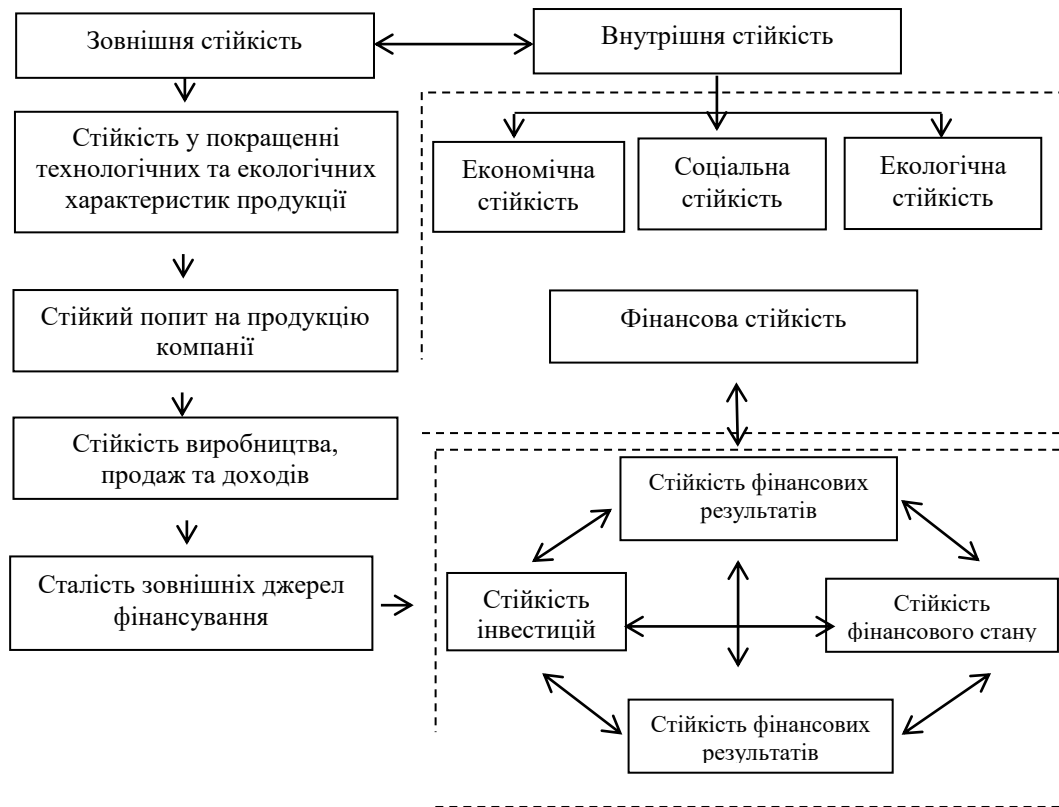 Зовнішня стійкість
Внутрішня стійкість
Стійкість у покращенні
технологічних та екологічних
характеристик продукції
Економічна
стійкість
Соціальна
стійкість
Екологічна
стійкість
Стійкий попит на продукцію
компанії
Фінансова стійкість
Стійкість виробництва,
продаж та доходів
Стійкість фінансових
результатів
Сталість зовнішніх джерел
фінансування
Стійкість
інвестицій
Стійкість
фінансового стану
Стійкість фінансових
результатів